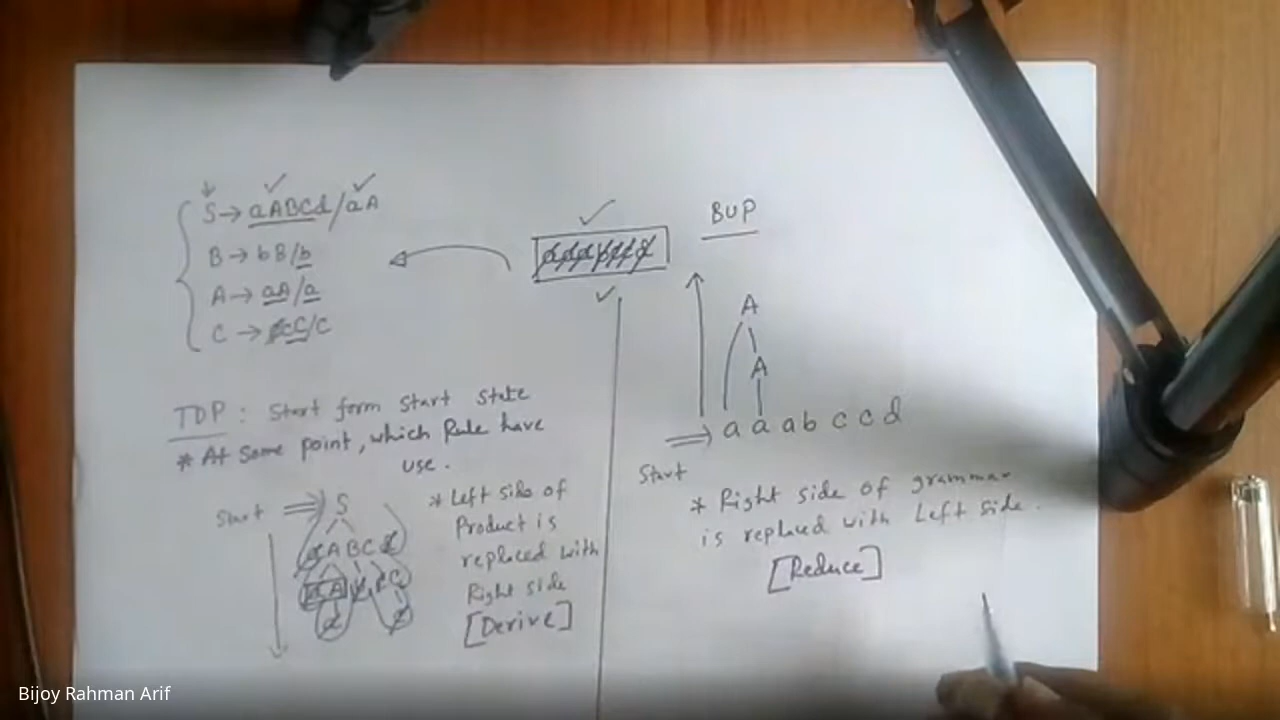 S → aABCd/aA
B → bB/b
A → aA/a
C → cC/C
BUP
TDP : Start form Start State
* At Some point, which Rule have
use.
Start ⇒ S
a A B C d
a A b c C
a c
* Left side of
Product is
replaced with
Right side
[Derive]
A
A
⇒ a a a b c c d
Start
* Right side of grammar
is replaced with Left side.
[Reduce]
Bijoy Rahman Arif